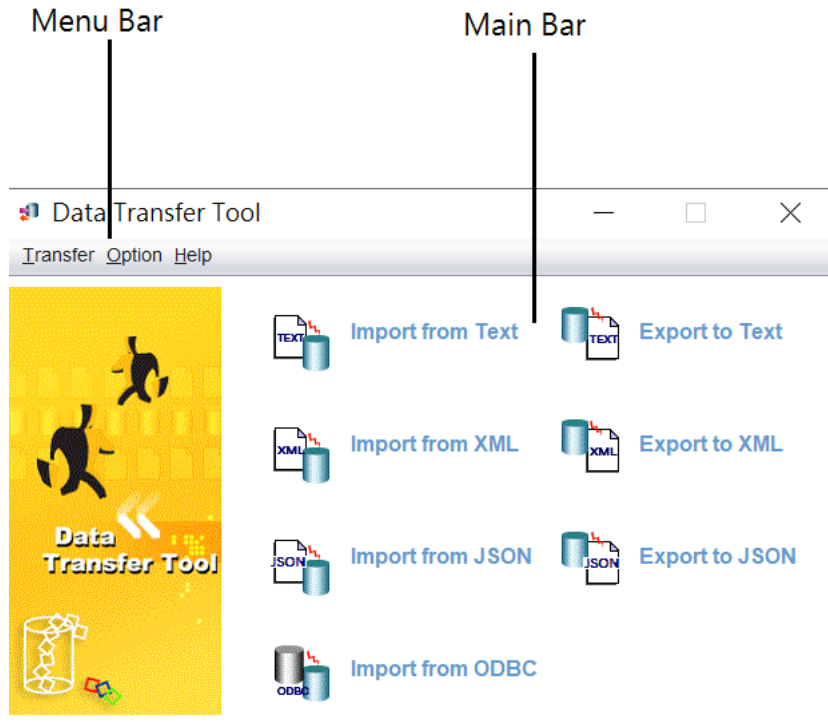 Menu Bar
Main Bar
Data Transfer Tool
Transfer Option Help
TEXT Import from Text
TEXT Export to Text
XML Import from XML
XML Export to XML
Data
Transfer Tool
JSON Import from JSON
JSON Export to JSON
ODBC Import from ODBC